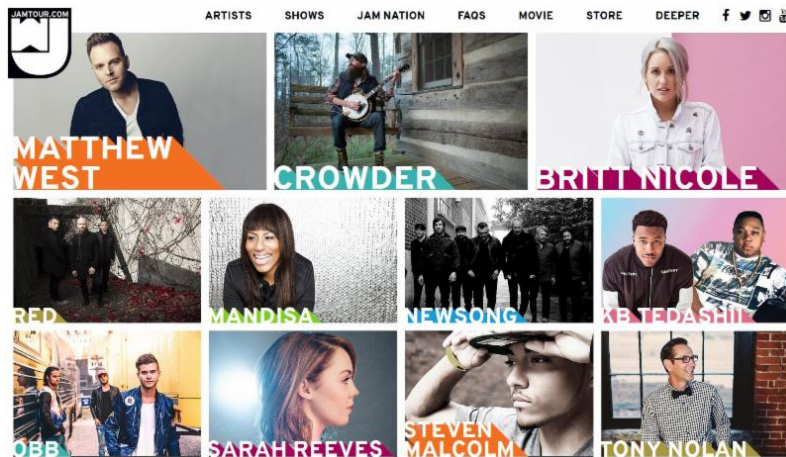 JAMTOUR.COM
ARTISTS SHOWS JAM NATION FAQS MOVIE STORE DEEPER
MATTHEW
WEST
CROWDER
BRITT NICOLE
RED
MANDISA
NEWSONG
KB TEDASHII
OBB
SARAH REEVES
STEVEN
MALCOLM
TONY NOLAN